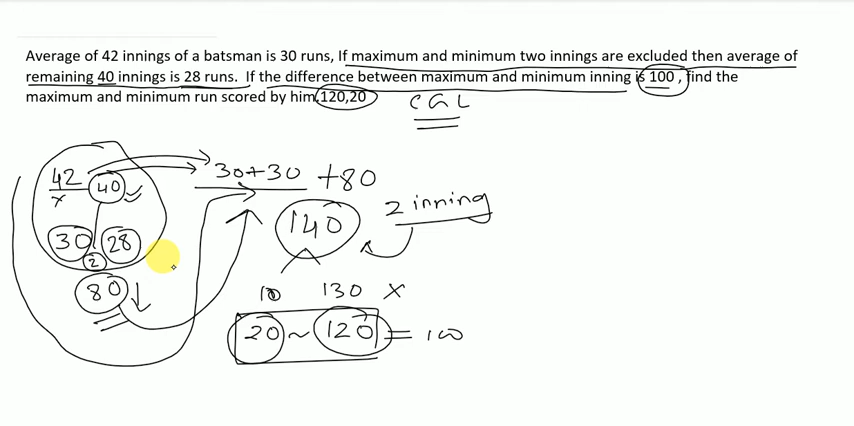 Average of 42 innings of a batsman is 30 runs, If maximum and minimum two innings are excluded then average of
remaining 40 innings is 28 runs. If the difference between maximum and minimum inning is 100 , find the
maximum and minimum run scored by him.120,20
CGL
42 40 30+30 +80
x
140 2 inning
30 28
2
80
10 130 x
20 ~ 120 = 100